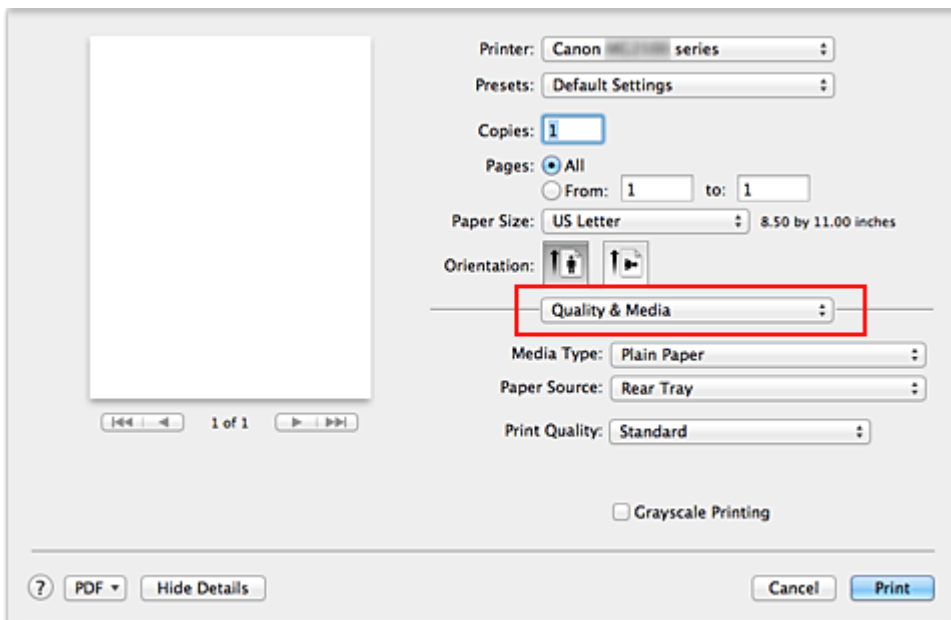 Printer: Canon series
Presets: Default Settings
Copies: 1
Pages: All
From: 1 to: 1
Paper Size: US Letter 8.50 by 11.00 inches
Orientation:
Quality & Media
Media Type: Plain Paper
Paper Source: Rear Tray
1 of 1
Print Quality: Standard
Grayscale Printing
? PDF Hide Details Cancel Print